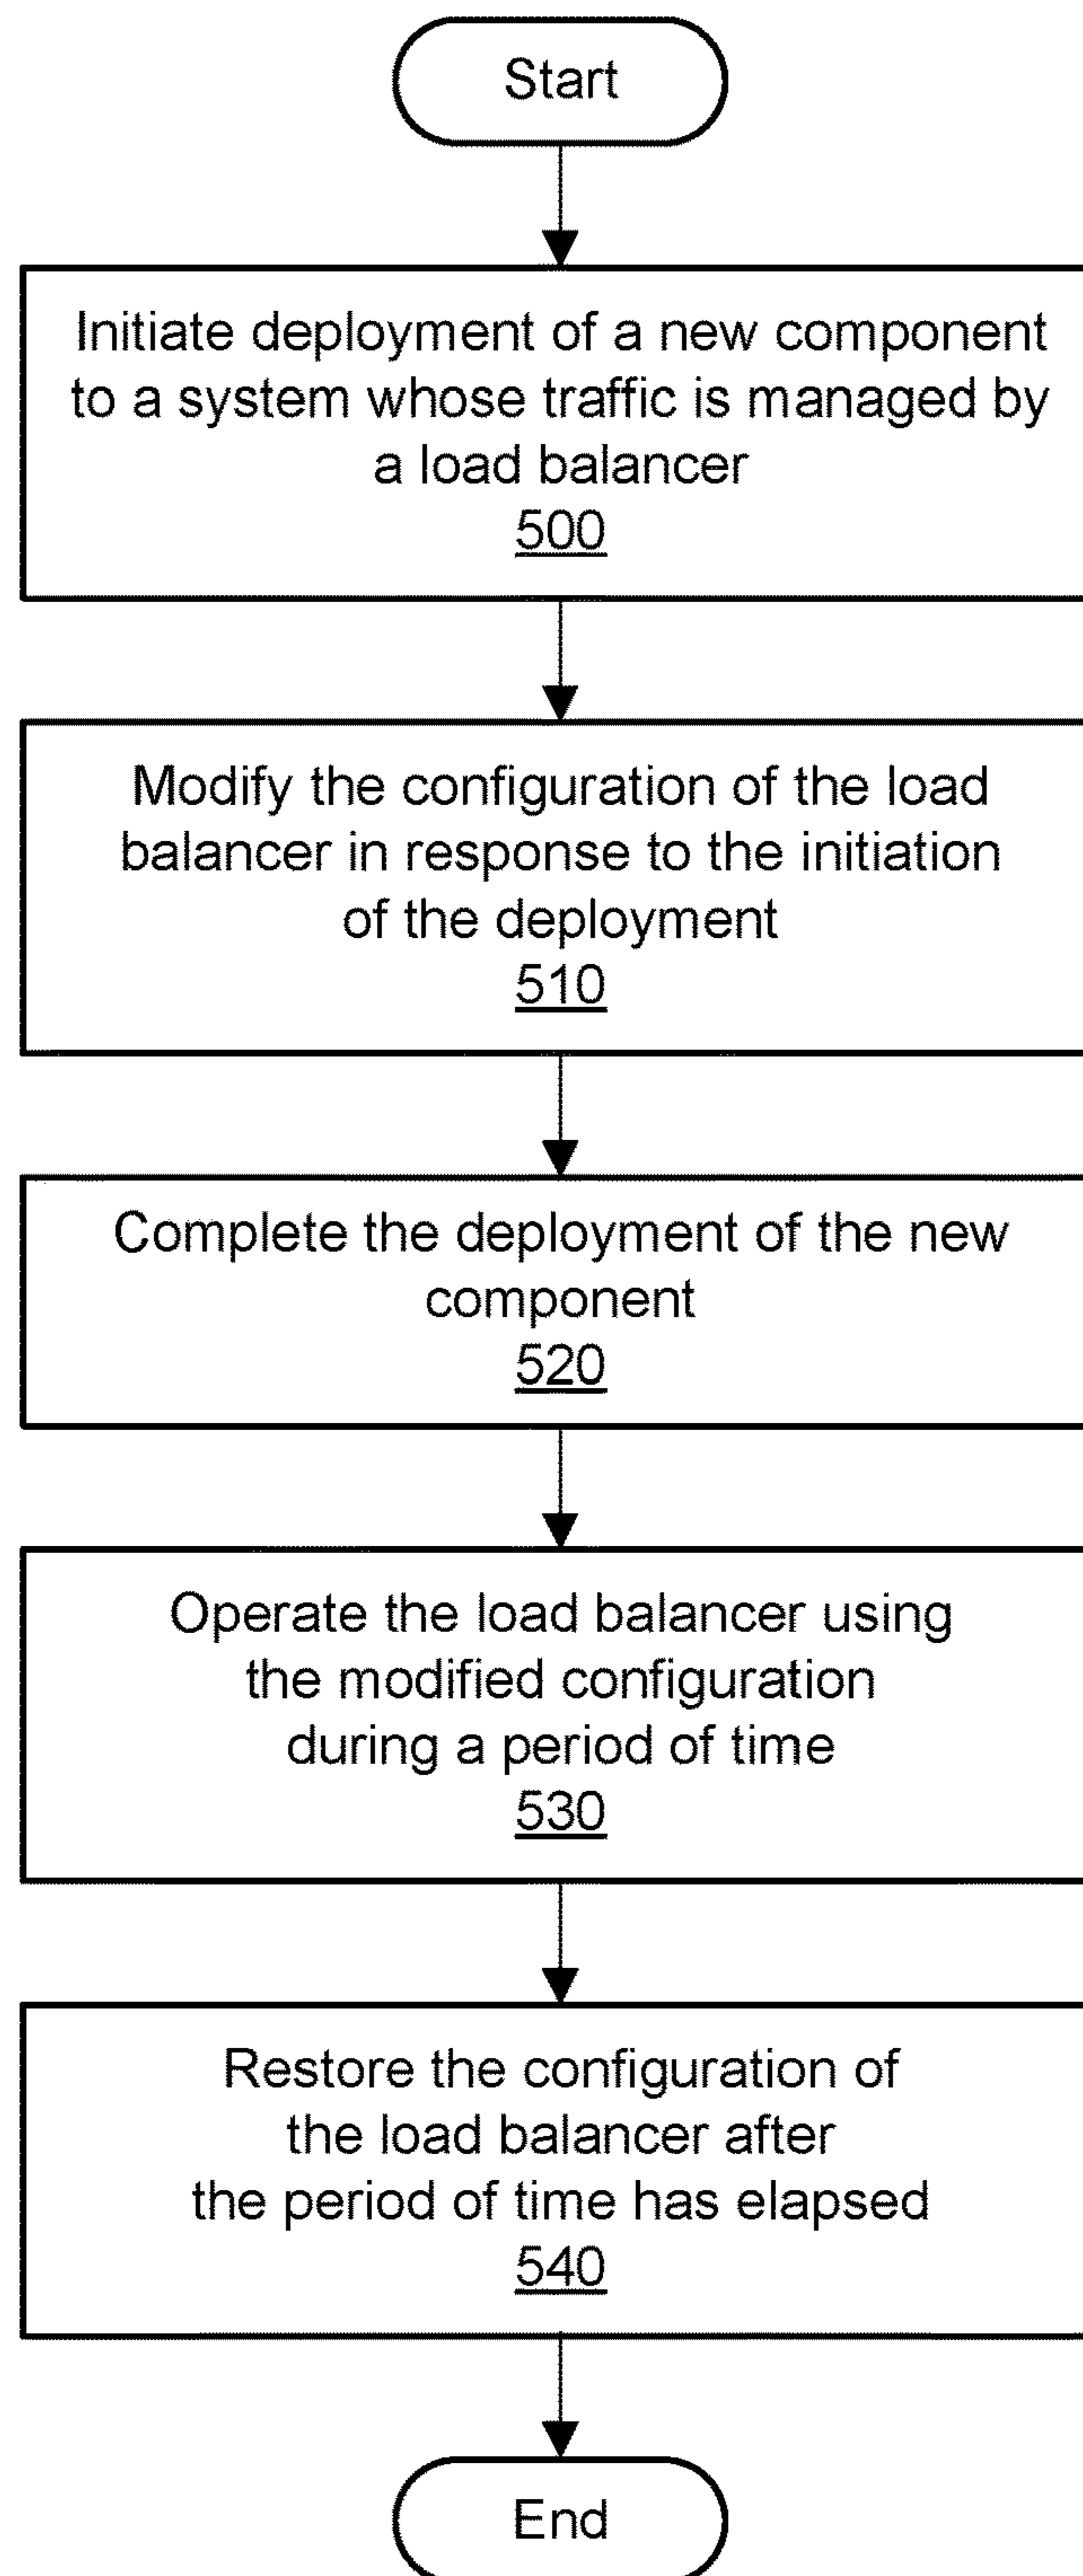 Start
Initiate deployment of a new component
to a system whose traffic is managed by
a load balancer
500
Modify the configuration of the load
balancer in response to the initiation
of the deployment
510
Complete the deployment of the new
component
520
Operate the load balancer using
the modified configuration
during a period of time
530
Restore the configuration of
the load balancer after
the period of time has elapsed
540
End